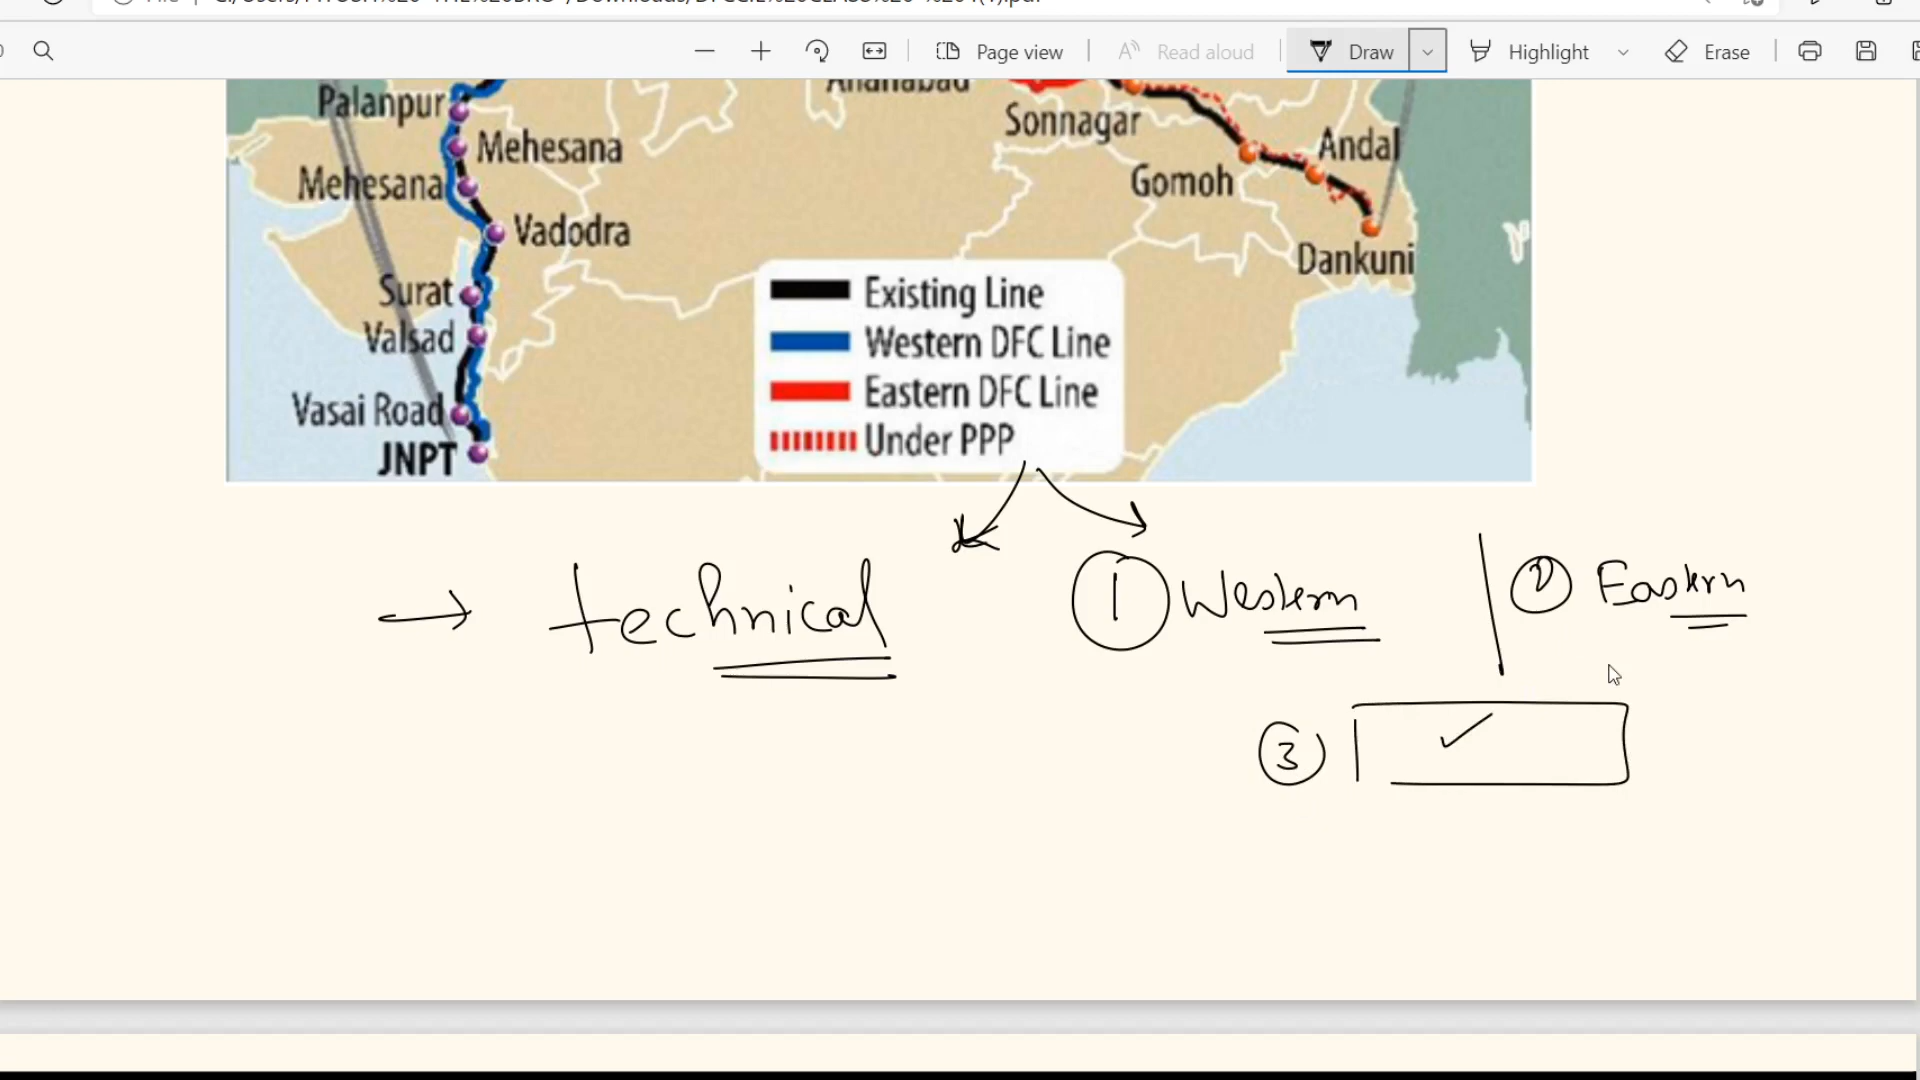 Page view
Read aloud
Draw
Highlight
Erase
Palanpur
Mehesana
Mehesana
Vadodra
Surat
Valsad
Vasai Road
JNPT
Sonnagar
Andal
Gomoh
Dankuni
Existing Line
Western DFC Line
Eastern DFC Line
Under PPP
technical
1 Western
Eastern
3